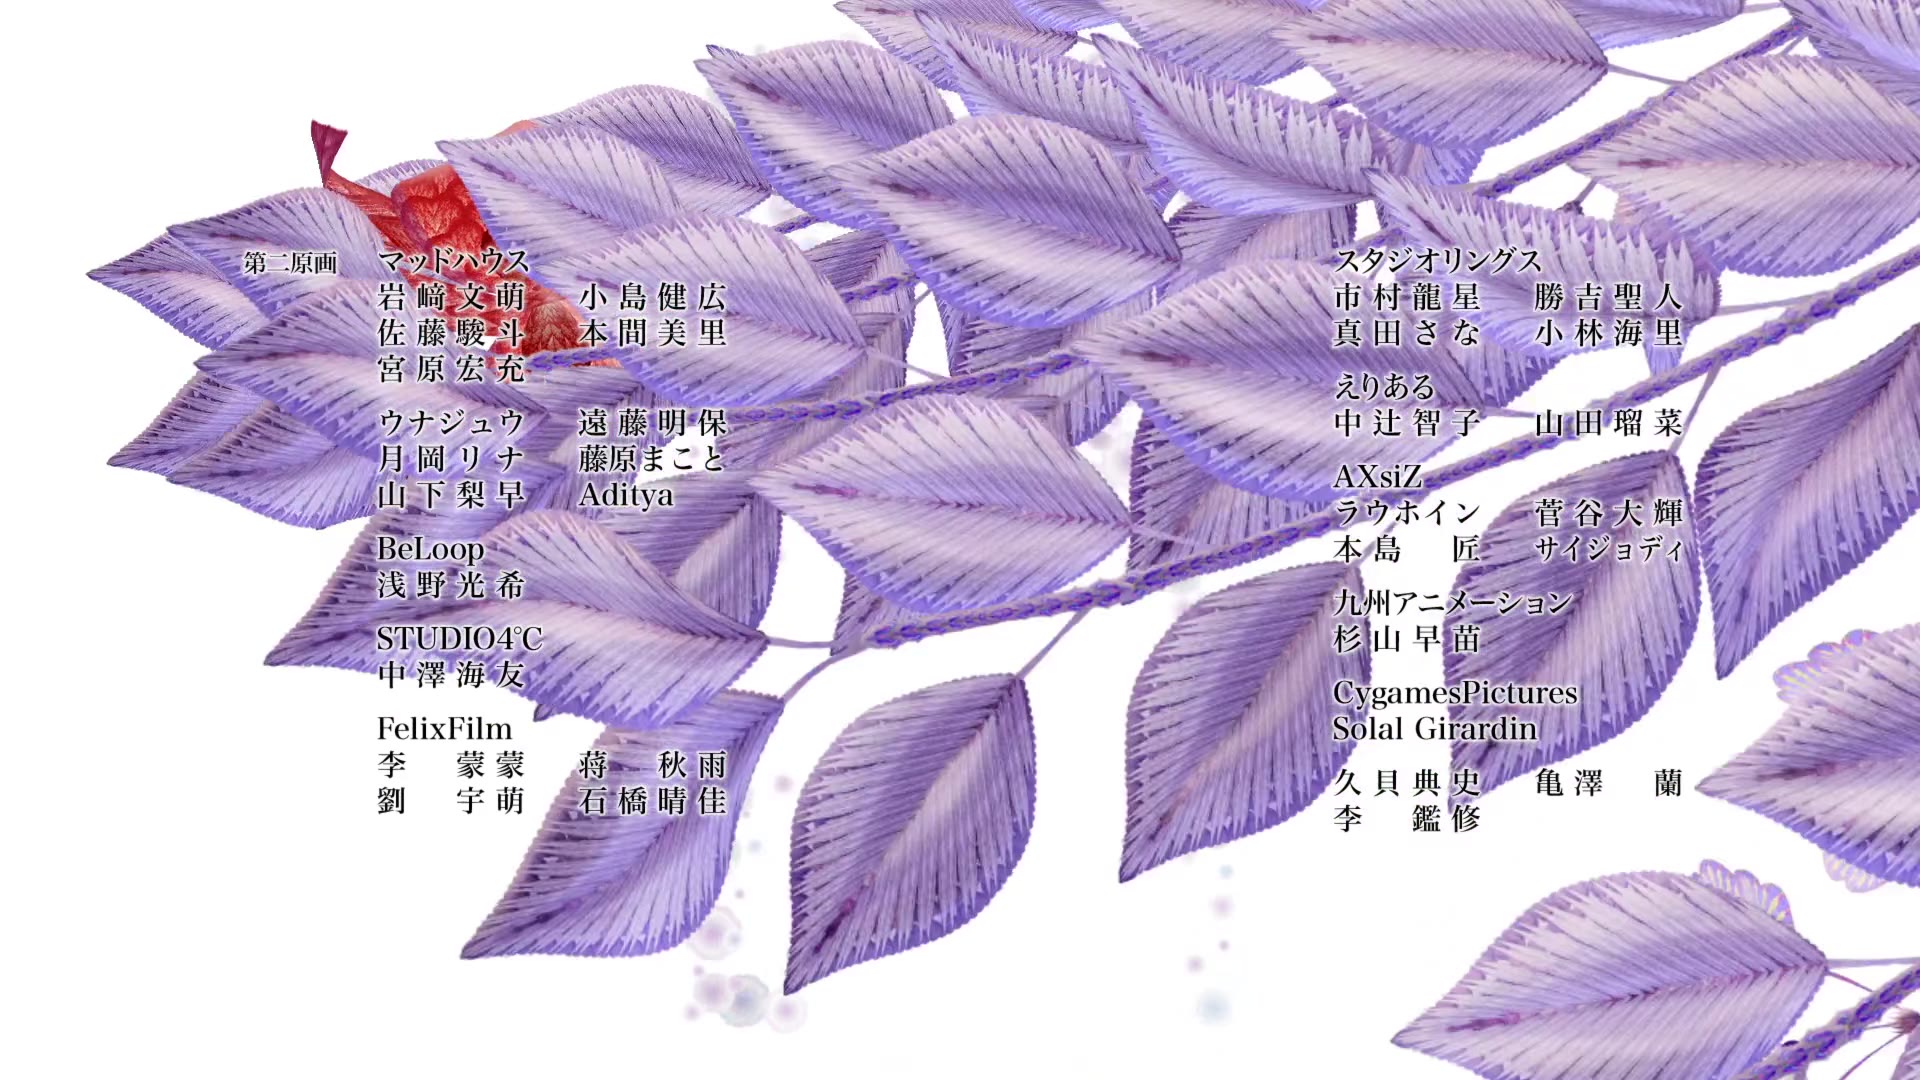 第二原画 マッドハウス
岩﨑文萌 小島健広
佐藤駿斗 本間美里
宮原宏充
ウナジュウ 遠藤明保
月岡リナ 藤原まこと
山下梨早 Aditya
BeLoop
浅野光希
STUDIO4℃
中澤海友
FelixFilm
李 蒙蒙 蒋 秋雨
劉 宇萌 石橋晴佳
スタジオリングス
市村龍星 勝吉聖人
真田さな 小林海里
えりある
中辻智子 山田瑠菜
AXsiZ
ラウホイン 菅谷大輝
本島 匠 サイジョディ
九州アニメーション
杉山早苗
CygamesPictures
Solal Girardin
久貝典史 亀澤 蘭
李 鑑修